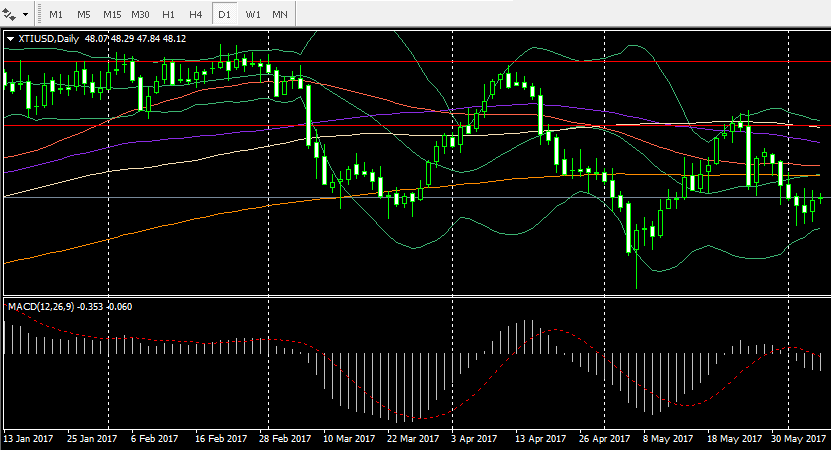 M1 M5 M15 M30 H1 H4 D1 W1 MN
XTIUSD,Daily 48.07 48.29 47.84 48.12
MACD(12,26,9) -0.353 -0.060
13 Jan 2017 25 Jan 2017 6 Feb 2017 16 Feb 2017 28 Feb 2017 10 Mar 2017 22 Mar 2017 3 Apr 2017 13 Apr 2017 26 Apr 2017 8 May 2017 18 May 2017 30 May 2017